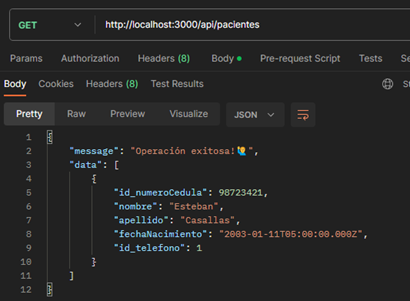 GET http://localhost:3000/api/pacientes
Params Authorization Headers (8) Body Pre-request Script Tests
Body Cookies Headers (8) Test Results
Pretty Raw Preview Visualize JSON
1 {
2 "message": "Operación exitosa!🙋‍♂️",
3 "data": [
4 {
5 "id_numeroCedula": 98723421,
6 "nombre": "Esteban",
7 "apellido": "Casallas",
8 "fechaNacimiento": "2003-01-11T05:00:00.000Z",
9 "id_telefono": 1
10 }
11 ]
12 }